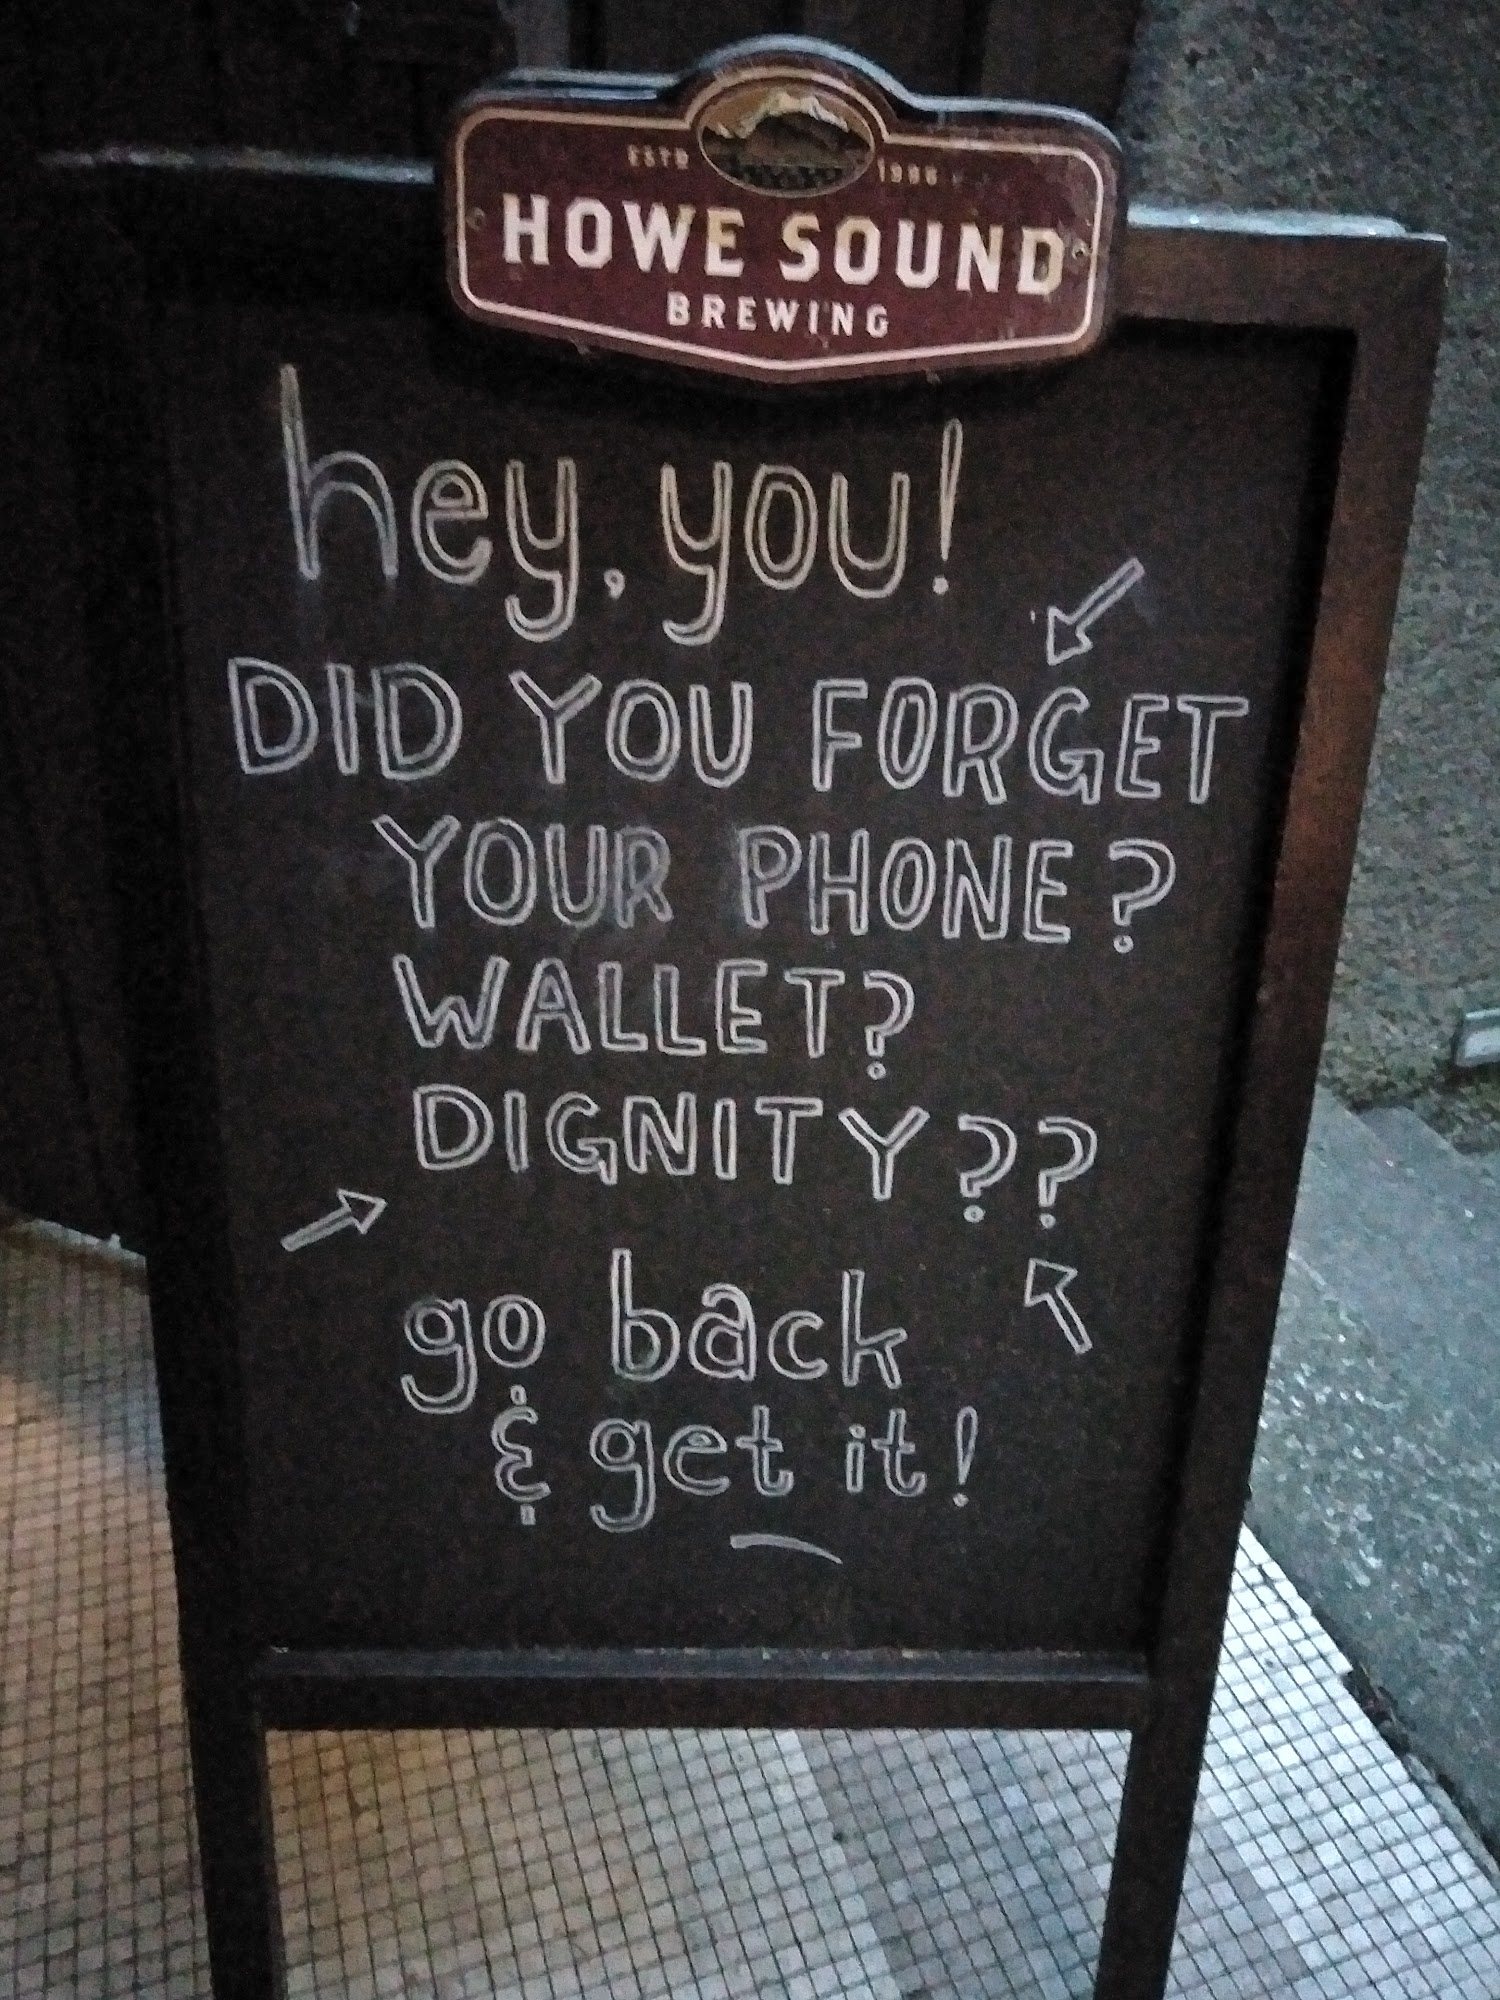 ESTD 1996
HOWE SOUND
BREWING
hey, you!
DID YOU FORGET
YOUR PHONE?
WALLET?
DIGNITY??
go back
& get it!